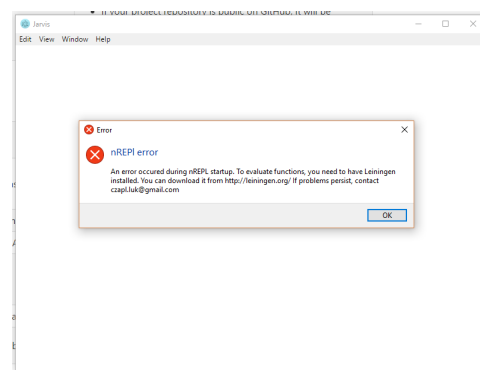 If your project repository is public on GitHub, it will be
Jarvis
Edit View Window Help
Error
nREPl error
An error occured during nREPL startup. To evaluate functions, you need to have Leiningen
installed. You can download it from http://leiningen.org/ If problems persist, contact
czapl.luk@gmail.com
OK